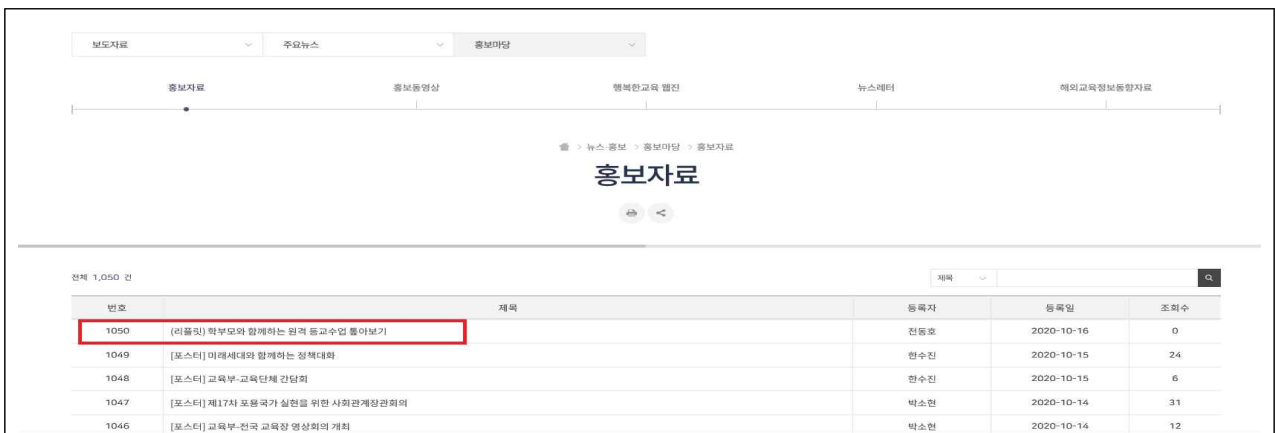 보도자료 주요뉴스 홍보마당
홍보자료 홍보동영상 행복한교육 웹진 뉴스레터 해외교육정보동향자료
> 뉴스·홍보 > 홍보마당 > 홍보자료
홍보자료
전체 1,050 건 제목
번호 제목 등록자 등록일 조회수
1050 (리플릿) 학부모와 함께하는 원격 등교수업 톺아보기 전동호 2020-10-16 0
1049 [포스터] 미래세대와 함께하는 정책대화 한수진 2020-10-15 24
1048 [포스터] 교육부-교육단체 간담회 한수진 2020-10-15 6
1047 [포스터] 제17차 포용국가 실현을 위한 사회관계장관회의 박소현 2020-10-14 31
1046 [포스터] 교육부-전국 교육장 영상회의 개최 박소현 2020-10-14 12